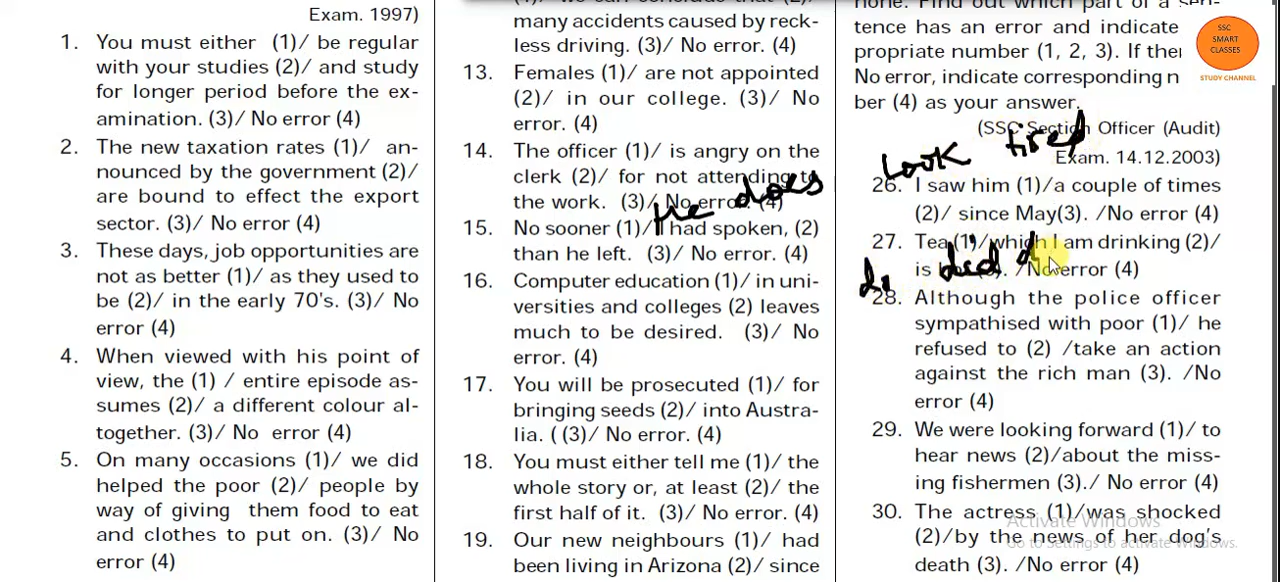 Exam. 1997)
1. You must either (1)/ be regular
with your studies (2)/ and study
for longer period before the ex-
amination. (3)/ No error (4)
2. The new taxation rates (1)/ an-
nounced by the government (2)/
are bound to effect the export
sector. (3)/ No error (4)
3. These days, job opportunities are
not as better (1)/ as they used to
be (2)/ in the early 70's. (3)/ No
error (4)
4. When viewed with his point of
view, the (1) / entire episode as-
sumes (2)/ a different colour al-
together. (3)/ No error (4)
5. On many occasions (1)/ we did
helped the poor (2)/ people by
way of giving them food to eat
and clothes to put on. (3)/ No
error (4)
many accidents caused by reck-
less driving. (3)/ No error. (4)
13. Females (1)/ are not appointed
(2)/ in our college. (3)/ No
error. (4)
14. The officer (1)/ is angry on the
clerk (2)/ for not attending to
the work. (3)/ No error. (4)
he does
15. No sooner (1)/ I had spoken, (2)
than he left. (3)/ No error. (4)
16. Computer education (1)/ in uni-
versities and colleges (2) leaves
much to be desired. (3)/ No
error. (4)
17. You will be prosecuted (1)/ for
bringing seeds (2)/ into Austra-
lia. ( (3)/ No error. (4)
18. You must either tell me (1)/ the
whole story or, at least (2)/ the
first half of it. (3)/ No error. (4)
19. Our new neighbours (1)/ had
been living in Arizona (2)/ since
none. Find out which part of a sen-
tence has an error and indicate
propriate number (1, 2, 3). If ther
No error, indicate corresponding n
ber (4) as your answer.
SSC
SMART
CLASSES
STUDY CHANNEL
(SSC Section Officer (Audit)
Exam. 14.12.2003)
look tired
26. I saw him (1)/a couple of times
(2)/ since May(3). /No error (4)
27. Tea (1)/which I am drinking (2)/
is (3). /No error (4)
did
28. Although the police officer
sympathised with poor (1)/ he
refused to (2) /take an action
against the rich man (3). /No
error (4)
29. We were looking forward (1)/ to
hear news (2)/about the miss-
ing fishermen (3)./ No error (4)
30. The actress (1)/was shocked
(2)/by the news of her dog's
death (3). /No error (4)
Activate Windows
Go to Settings to activate Windows.